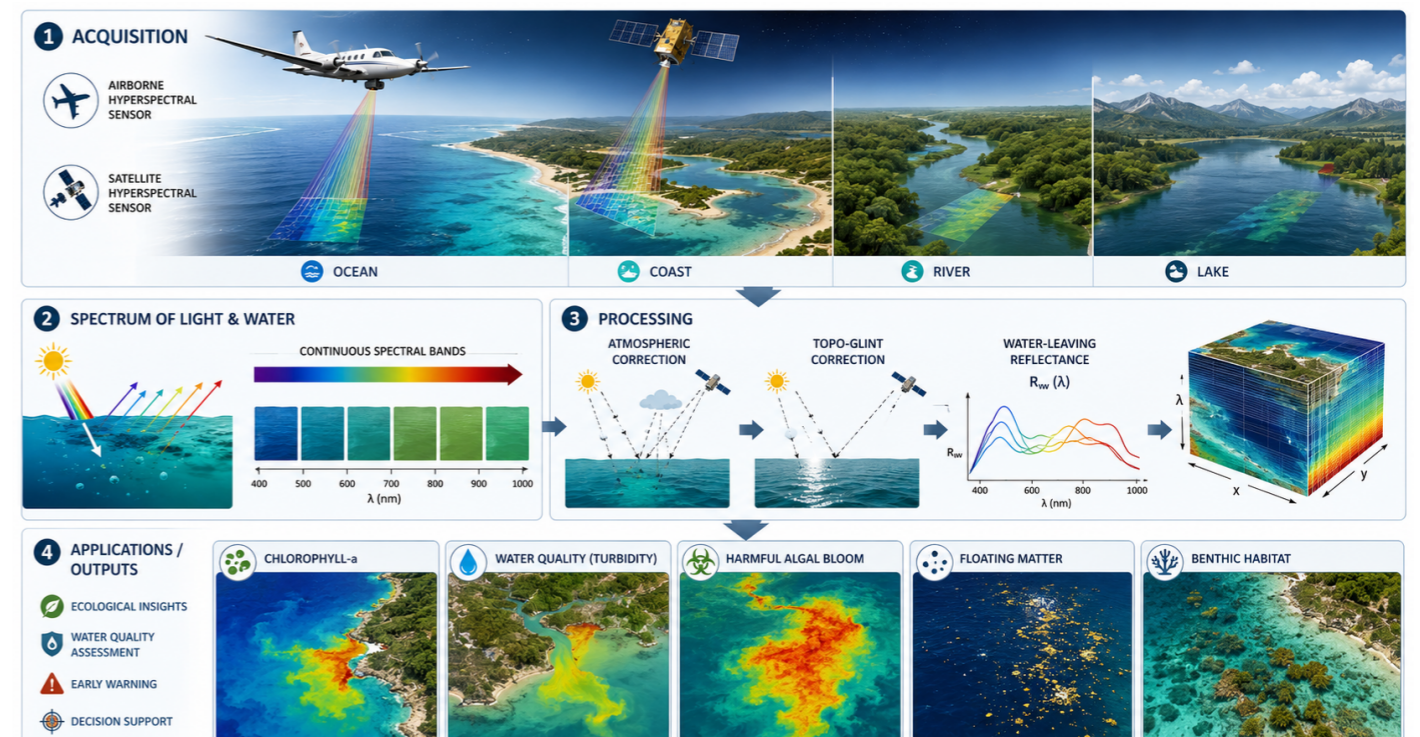 1 ACQUISITION
AIRBORNE
HYPERSPECTRAL
SENSOR
SATELLITE
HYPERSPECTRAL
SENSOR
OCEAN
COAST
RIVER
LAKE
2 SPECTRUM OF LIGHT & WATER
CONTINUOUS SPECTRAL BANDS
400 500 600 700 800 900 1000
λ (nm)
3 PROCESSING
ATMOSPHERIC
CORRECTION
TOPO-GLINT
CORRECTION
WATER-LEAVING
REFLECTANCE
Rw (λ)
Rw
400 600 800 1000
λ (nm)
λ
x
y
4 APPLICATIONS /
OUTPUTS
ECOLOGICAL INSIGHTS
WATER QUALITY
ASSESSMENT
EARLY WARNING
DECISION SUPPORT
CHLOROPHYLL-a
WATER QUALITY (TURBIDITY)
HARMFUL ALGAL BLOOM
FLOATING MATTER
BENTHIC HABITAT